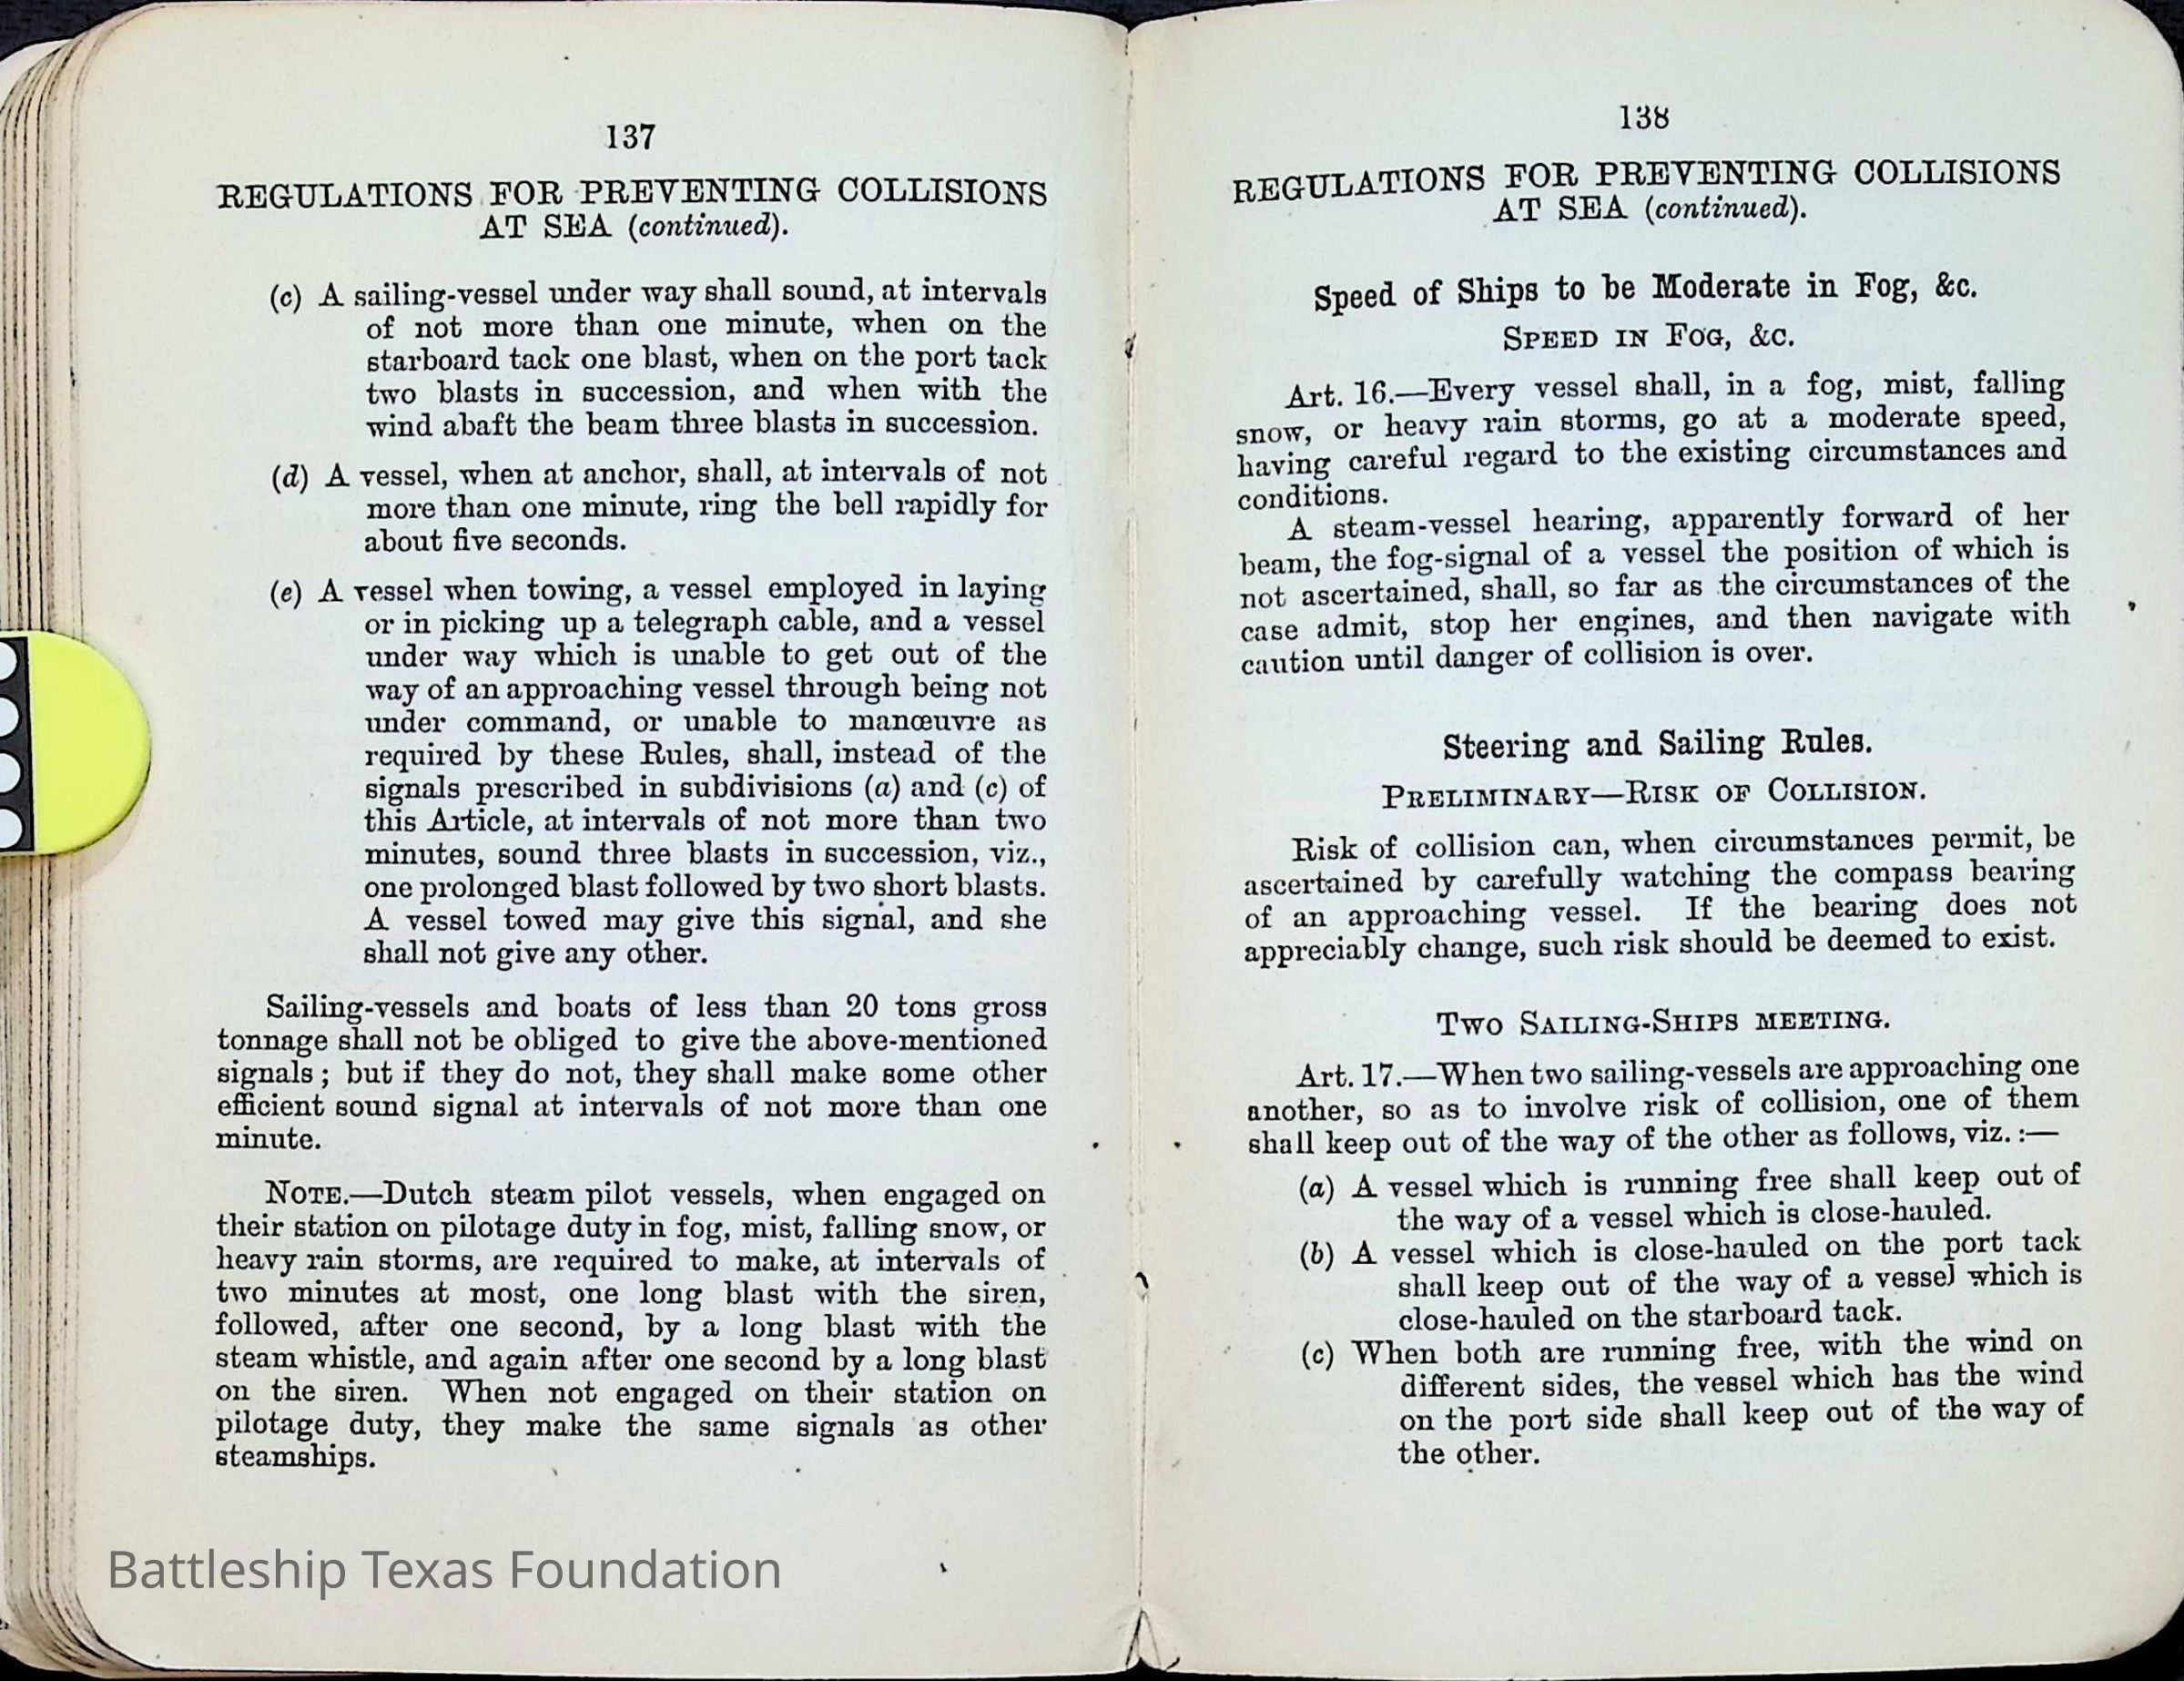 137
REGULATIONS FOR PREVENTING COLLISIONS
AT SEA (continued).
(c) A sailing-vessel under way shall sound, at intervals
of not more than one minute, when on the
starboard tack one blast, when on the port tack
two blasts in succession, and when with the
wind abaft the beam three blasts in succession.
(d) A vessel, when at anchor, shall, at intervals of not
more than one minute, ring the bell rapidly for
about five seconds.
(e) A vessel when towing, a vessel employed in laying
or in picking up a telegraph cable, and a vessel
under way which is unable to get out of the
way of an approaching vessel through being not
under command, or unable to manœuvre as
required by these Rules, shall, instead of the
signals prescribed in subdivisions (a) and (c) of
this Article, at intervals of not more than two
minutes, sound three blasts in succession, viz.,
one prolonged blast followed by two short blasts.
A vessel towed may give this signal, and she
shall not give any other.
Sailing-vessels and boats of less than 20 tons gross
tonnage shall not be obliged to give the above-mentioned
signals; but if they do not, they shall make some other
efficient sound signal at intervals of not more than one
minute.
NOTE.—Dutch steam pilot vessels, when engaged on
their station on pilotage duty in fog, mist, falling snow, or
heavy rain storms, are required to make, at intervals of
two minutes at most, one long blast with the siren,
followed, after one second, by a long blast with the
steam whistle, and again after one second by a long blast
on the siren. When not engaged on their station on
pilotage duty, they make the same signals as other
steamships.
Battleship Texas Foundation
138
REGULATIONS FOR PREVENTING COLLISIONS
AT SEA (continued).
Speed of Ships to be Moderate in Fog, &c.
SPEED IN FOG, &C.
Art. 16.—Every vessel shall, in a fog, mist, falling
snow, or heavy rain storms, go at a moderate speed,
having careful regard to the existing circumstances and
conditions.
A steam-vessel hearing, apparently forward of her
beam, the fog-signal of a vessel the position of which is
not ascertained, shall, so far as the circumstances of the
case admit, stop her engines, and then navigate with
caution until danger of collision is over.
Steering and Sailing Rules.
PRELIMINARY—RISK OF COLLISION.
Risk of collision can, when circumstances permit, be
ascertained by carefully watching the compass bearing
of an approaching vessel. If the bearing does not
appreciably change, such risk should be deemed to exist.
TWO SAILING-SHIPS MEETING.
Art. 17.—When two sailing-vessels are approaching one
another, so as to involve risk of collision, one of them
shall keep out of the way of the other as follows, viz.:—
(a) A vessel which is running free shall keep out of
the way of a vessel which is close-hauled.
(b) A vessel which is close-hauled on the port tack
shall keep out of the way of a vessel which is
close-hauled on the starboard tack.
(c) When both are running free, with the wind on
different sides, the vessel which has the wind
on the port side shall keep out of the way of
the other.